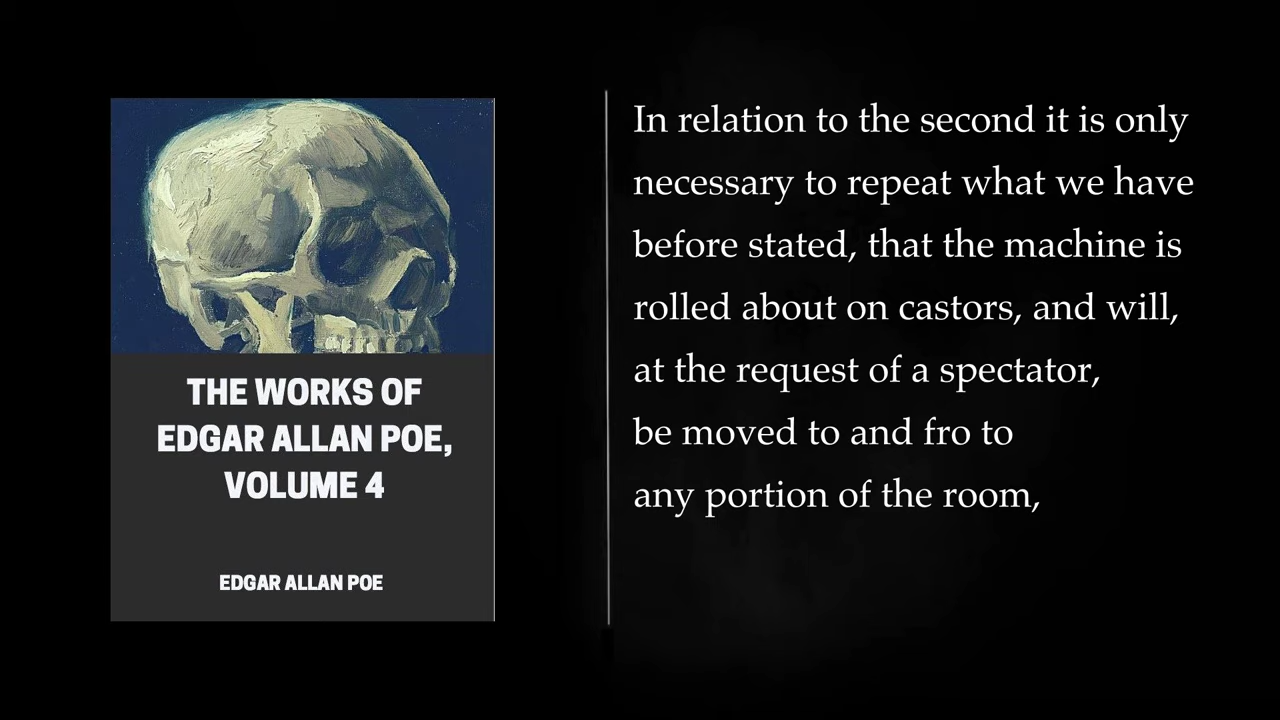 THE WORKS OF
EDGAR ALLAN POE,
VOLUME 4
EDGAR ALLAN POE
In relation to the second it is only
necessary to repeat what we have
before stated, that the machine is
rolled about on castors, and will,
at the request of a spectator,
be moved to and fro to
any portion of the room,